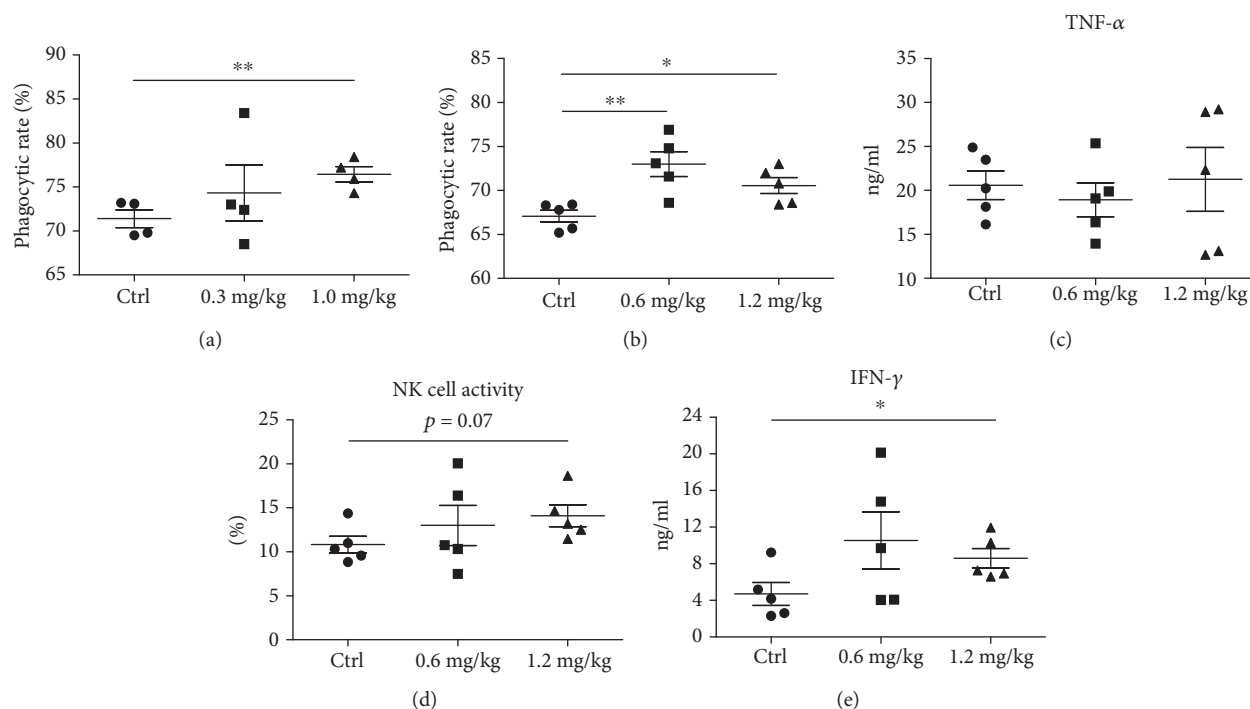 Phagocytic rate (%)
90
85
80
75
70
65
**
Ctrl 0.3 mg/kg 1.0 mg/kg
(a)
Phagocytic rate (%)
85
80
75
70
65
60
*
**
Ctrl 0.6 mg/kg 1.2 mg/kg
(b)
TNF-α
ng/ml
30
25
20
15
10
Ctrl 0.6 mg/kg 1.2 mg/kg
(c)
NK cell activity
p = 0.07
(%)
25
20
15
10
5
0
Ctrl 0.6 mg/kg 1.2 mg/kg
(d)
IFN-γ
*
ng/ml
24
20
16
12
8
4
0
Ctrl 0.6 mg/kg 1.2 mg/kg
(e)